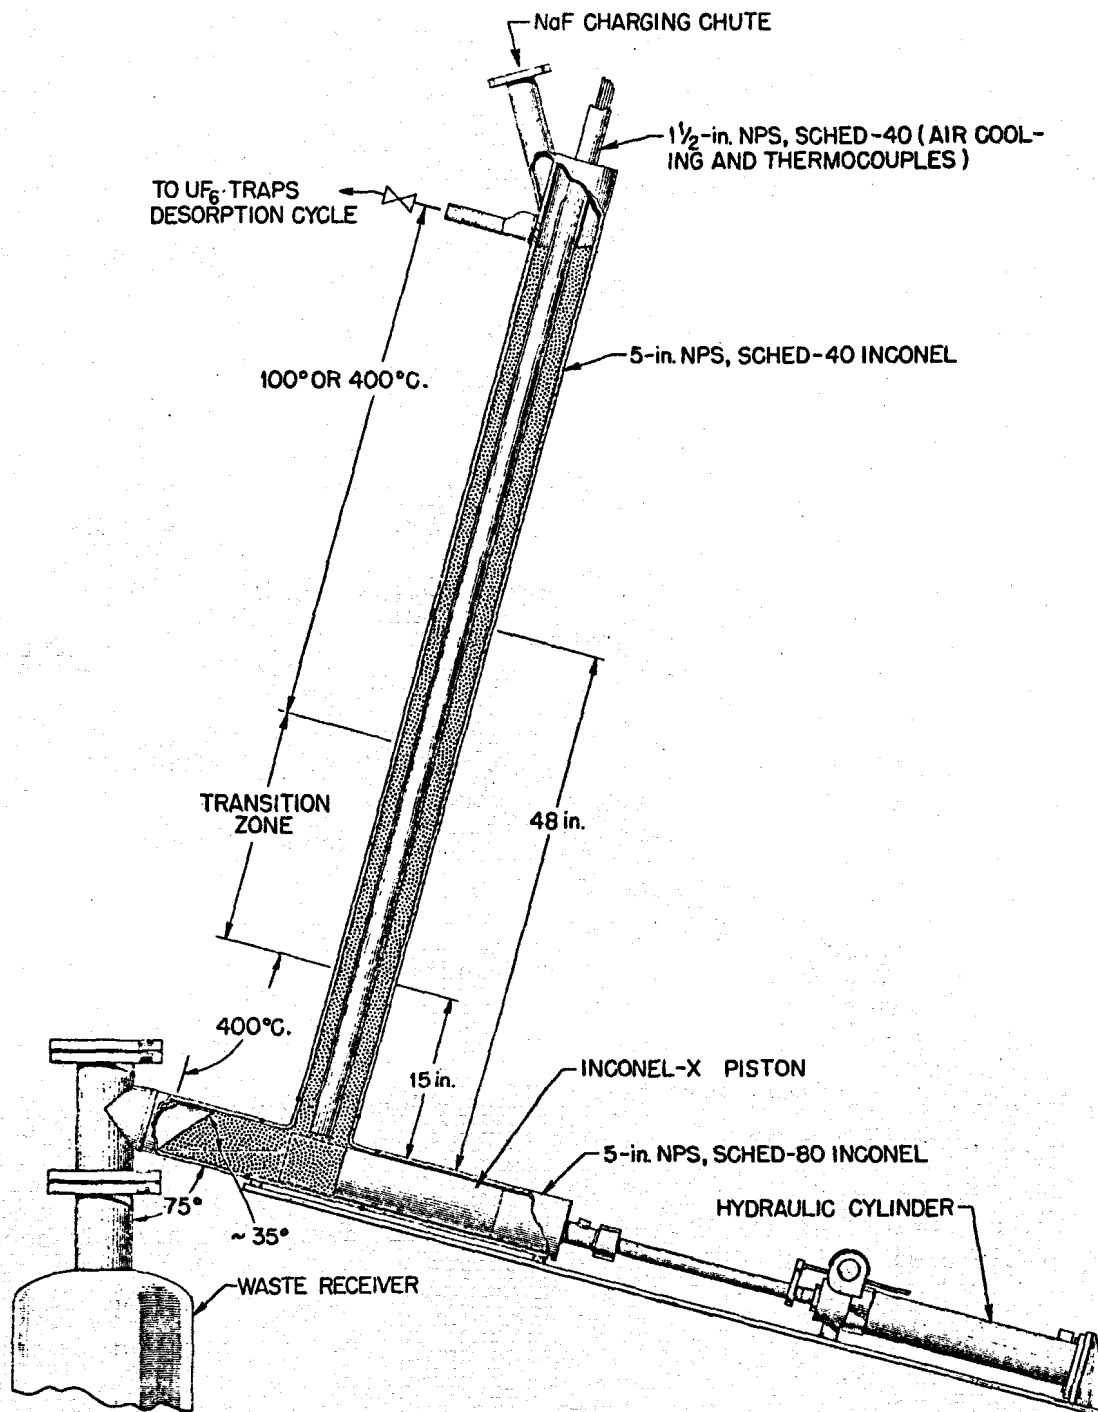 NaF CHARGING CHUTE
1½-in. NPS, SCHED-40 (AIR COOL-
ING AND THERMOCOUPLES)
TO UF₆ TRAPS
DESORPTION CYCLE
5-in. NPS, SCHED-40 INCONEL
100° OR 400°C.
TRANSITION
ZONE
48 in.
400°C.
15 in.
INCONEL-X PISTON
5-in. NPS, SCHED-80 INCONEL
75°
~35°
HYDRAULIC CYLINDER
WASTE RECEIVER